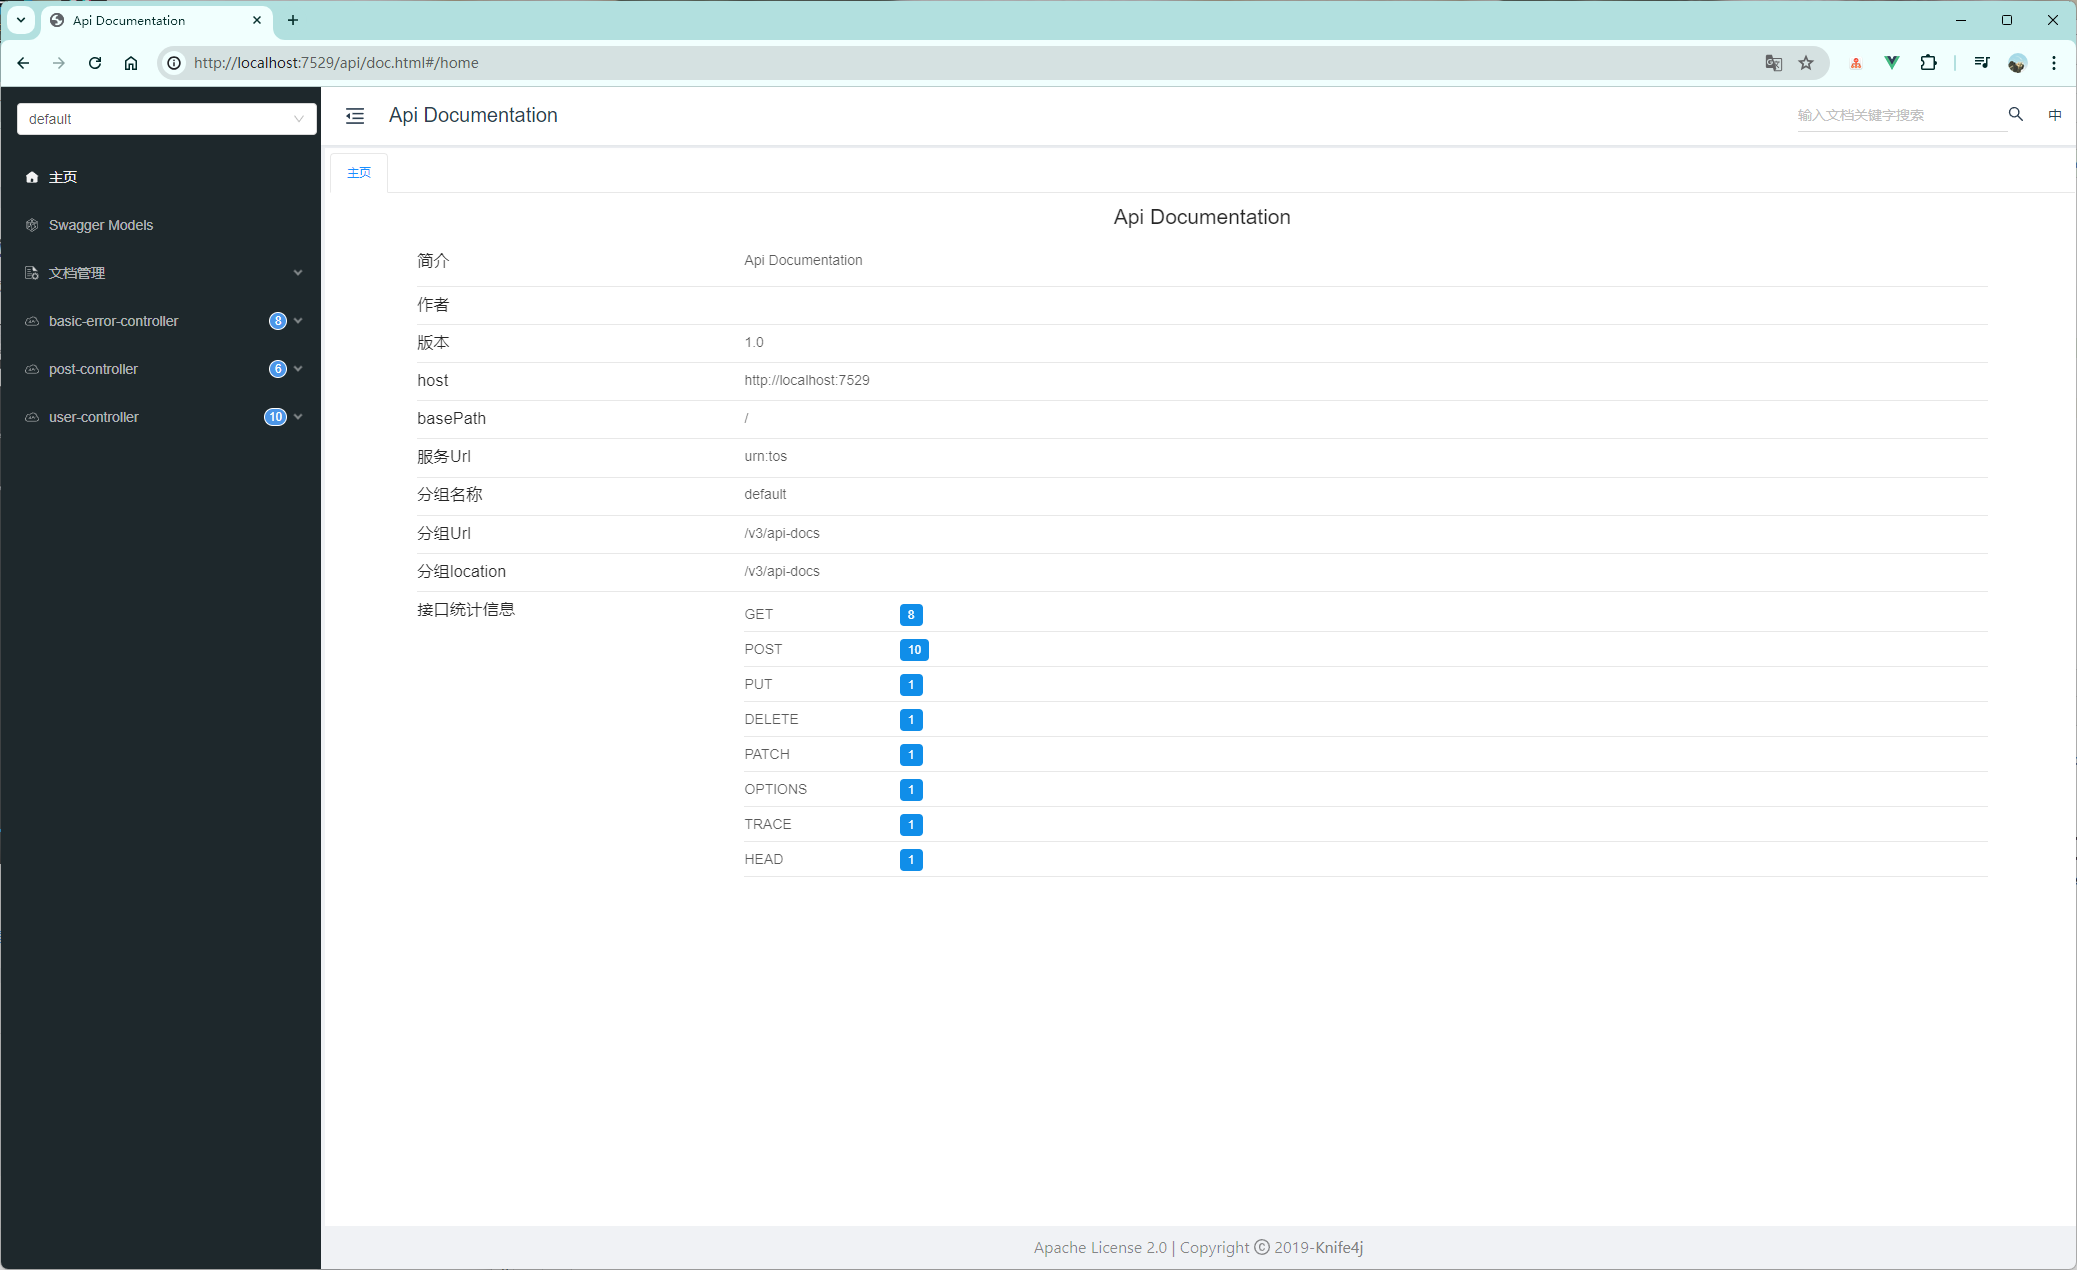 Api Documentation
http://localhost:7529/api/doc.html#/home
default
主页
Swagger Models
文档管理
basic-error-controller 8
post-controller 6
user-controller 10
Api Documentation
输入文档关键字搜索
中
主页
Api Documentation
简介 Api Documentation
作者
版本 1.0
host http://localhost:7529
basePath /
服务Url urn:tos
分组名称 default
分组Url /v3/api-docs
分组location /v3/api-docs
接口统计信息
GET 8
POST 10
PUT 1
DELETE 1
PATCH 1
OPTIONS 1
TRACE 1
HEAD 1
Apache License 2.0 | Copyright © 2019-Knife4j